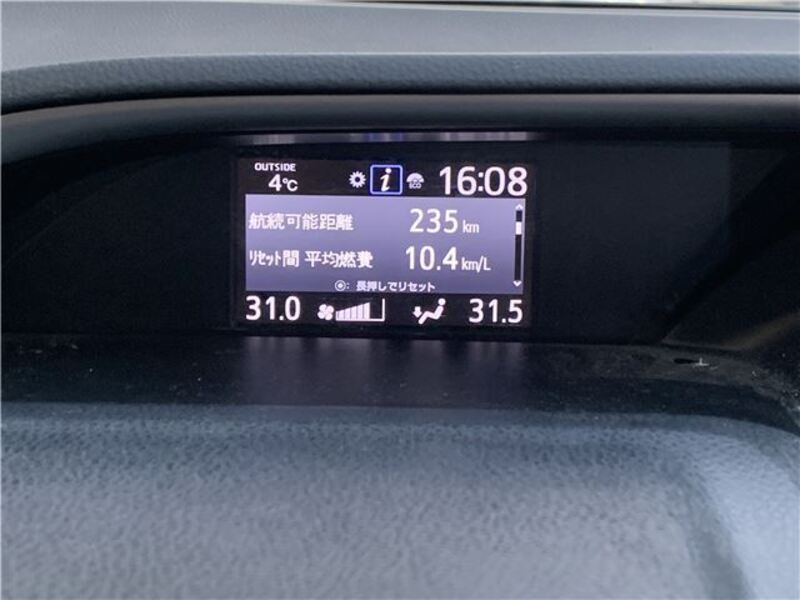 OUTSIDE
4℃ i ECO 16:08
航続可能距離 235 km
リセット間 平均燃費 10.4 km/L
: 長押しでリセット
31.0 31.5